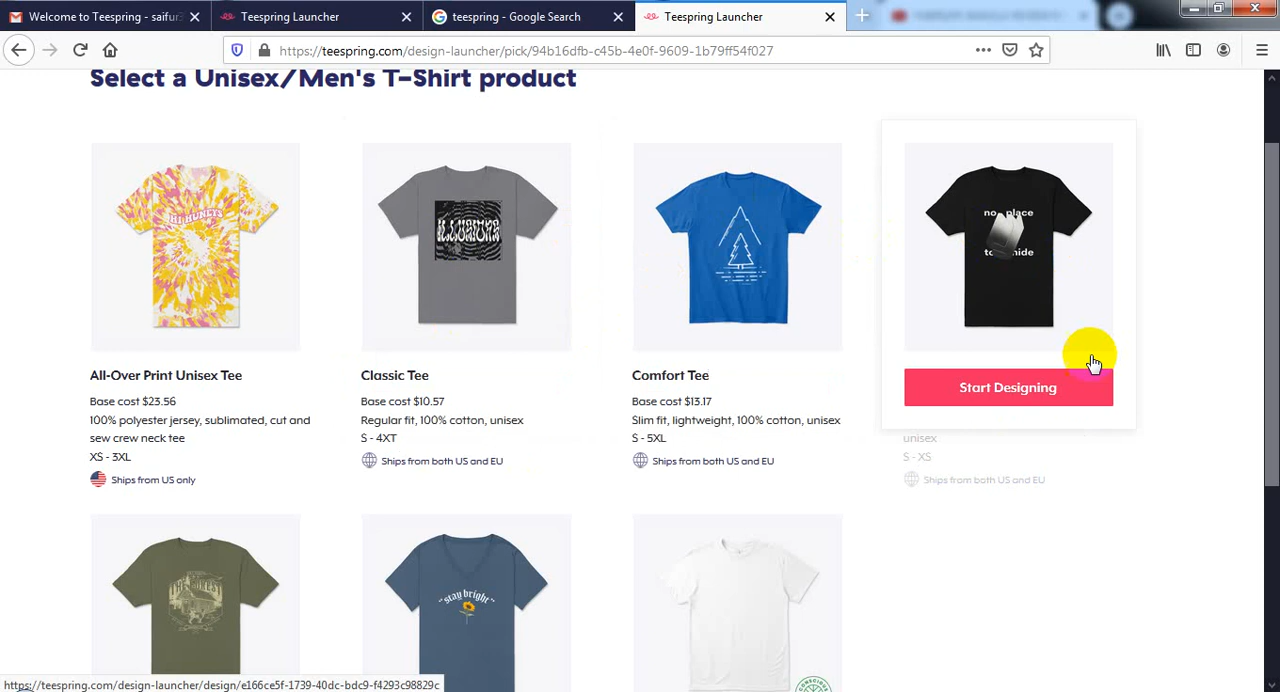 Welcome to Teespring - saifur
Teespring Launcher
teespring - Google Search
Teespring Launcher
https://teespring.com/design-launcher/pick/94b16dfb-c45b-4e0f-9609-1b79ff54f027
Select a Unisex/Men's T-Shirt product
HI HUNEYS
ILLUSIONS
no place
to hide
All-Over Print Unisex Tee
Base cost $23.56
100% polyester jersey, sublimated, cut and
sew crew neck tee
XS - 3XL
Ships from US only
Classic Tee
Base cost $10.57
Regular fit, 100% cotton, unisex
S - 4XT
Ships from both US and EU
Comfort Tee
Base cost $13.17
Slim fit, lightweight, 100% cotton, unisex
S - 5XL
Ships from both US and EU
Start Designing
unisex
S - XS
Ships from both US and EU
"stay bright"
https://teespring.com/design-launcher/design/e166ce5f-1739-40dc-bdc9-f4293c98829c